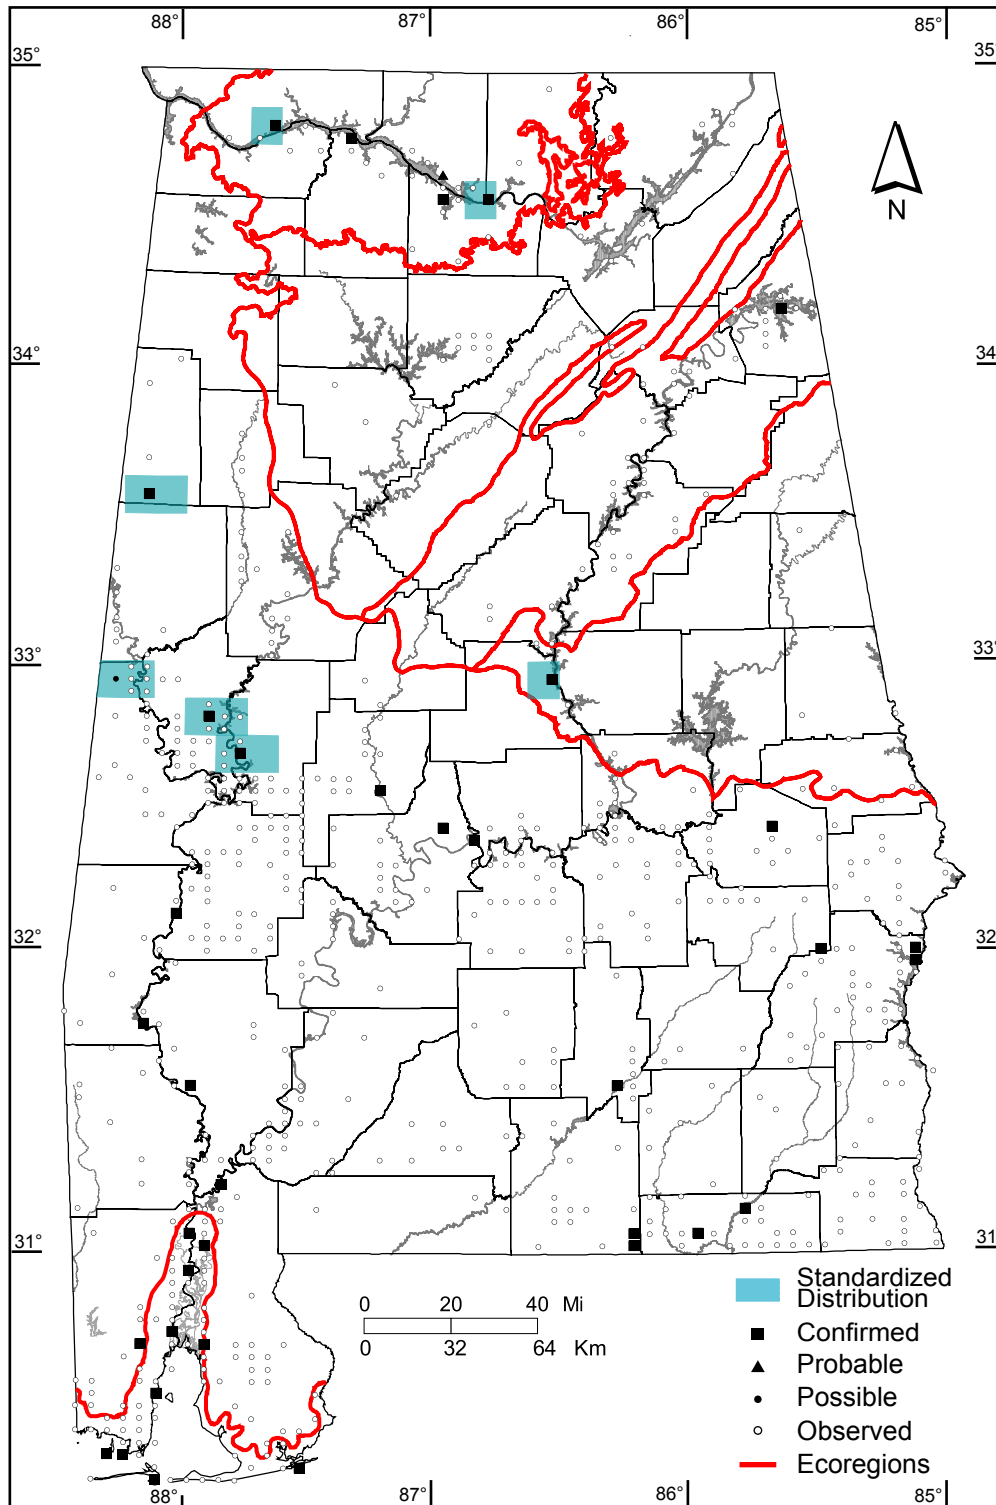 88° 87° 86° 85°
35° 35°
N
34° 34
33° 33°
32° 32
31° 31
0 20 40 Mi
0 32 64 Km
Standardized
Distribution
Confirmed
Probable
Possible
Observed
Ecoregions
88° 87° 86° 85°